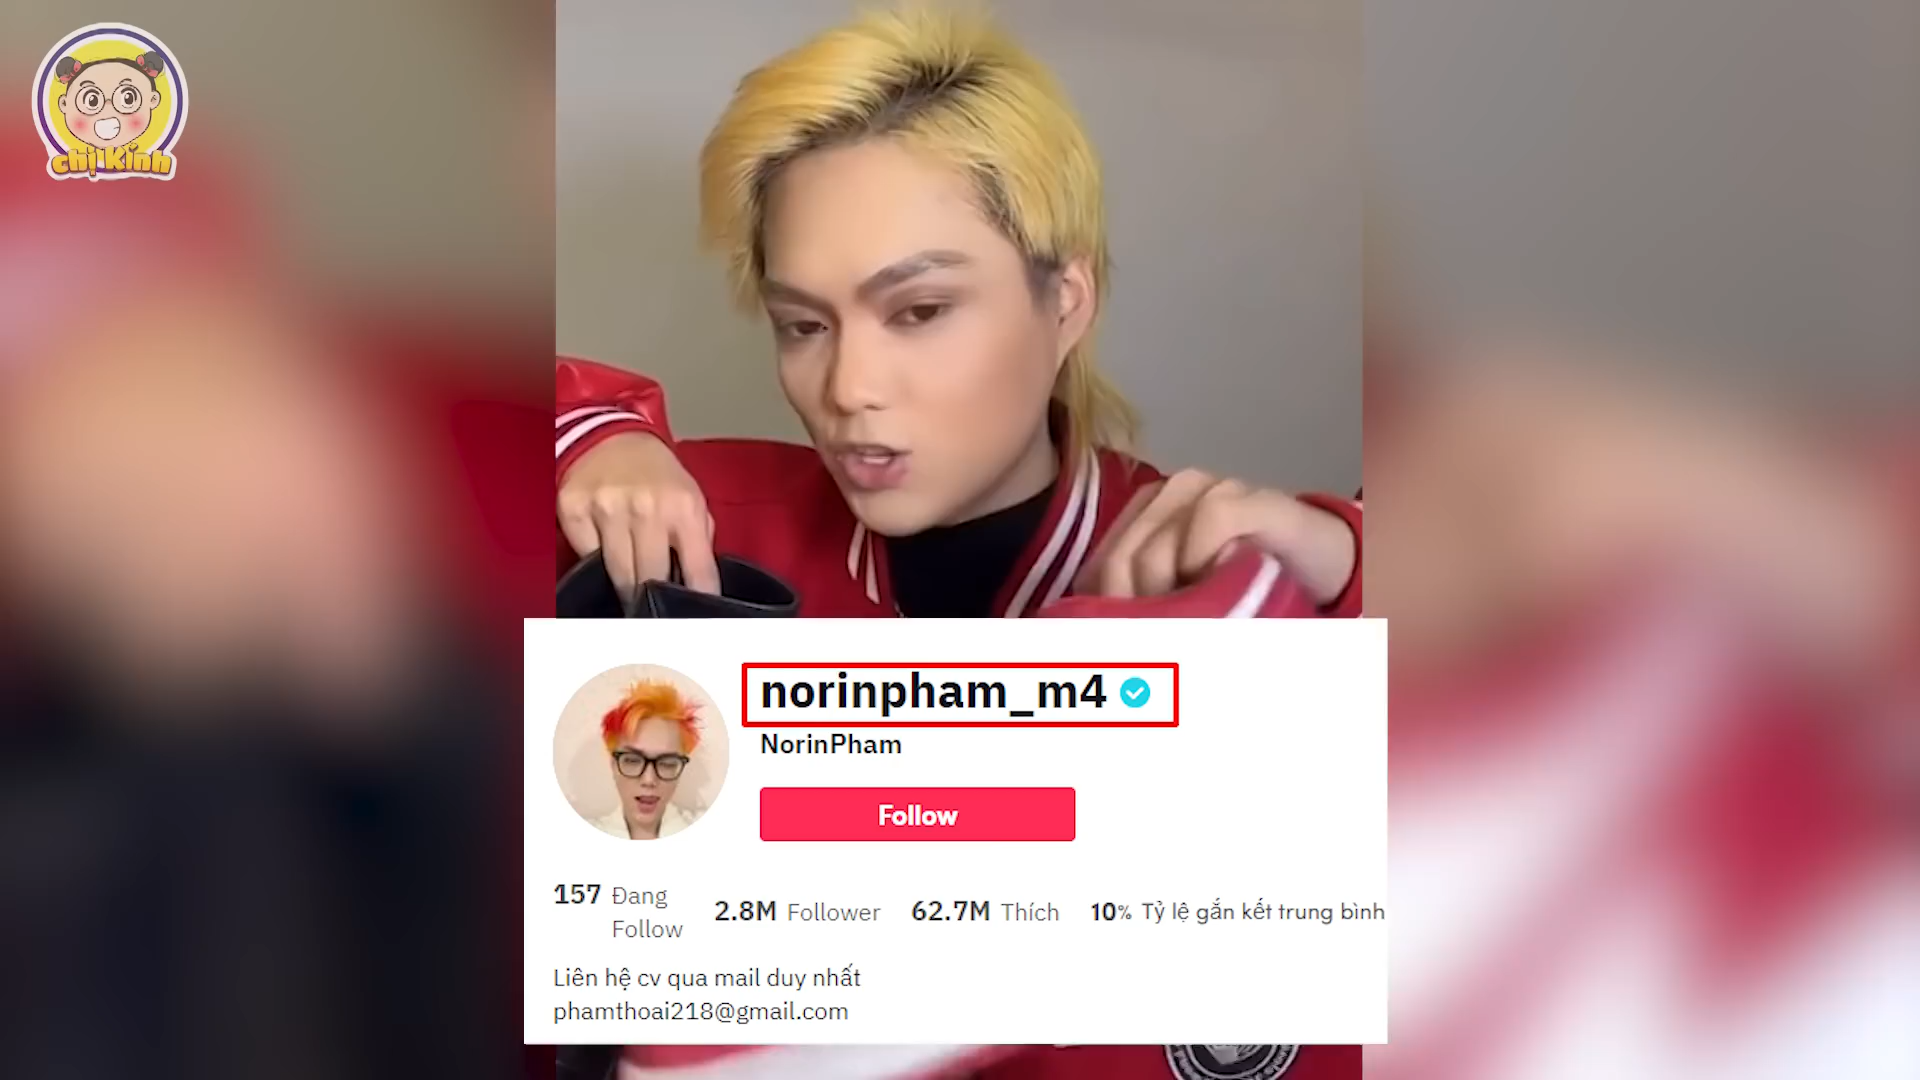 chị Kính
norinpham_m4
NorinPham
Follow
157 Đang Follow
2.8M Follower
62.7M Thích
10% Tỷ lệ gắn kết trung bình
Liên hệ cv qua mail duy nhất
phamthoai218@gmail.com